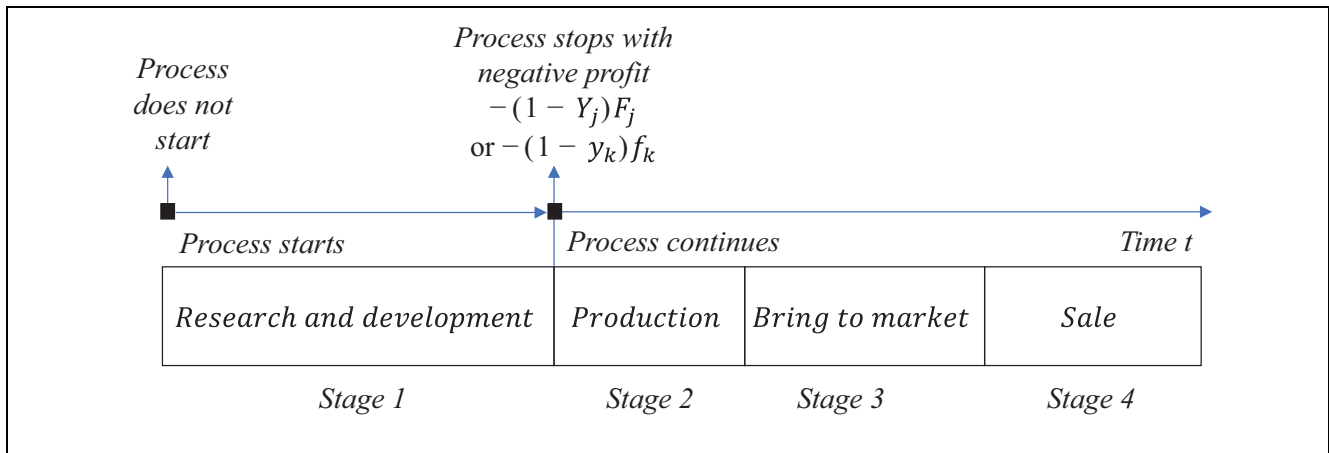 Process
does not
start
Process stops with
negative profit
−(1 − Y_j)F_j
or −(1 − y_k)f_k
Process starts
Process continues
Time t
Research and development
Production
Bring to market
Sale
Stage 1
Stage 2
Stage 3
Stage 4